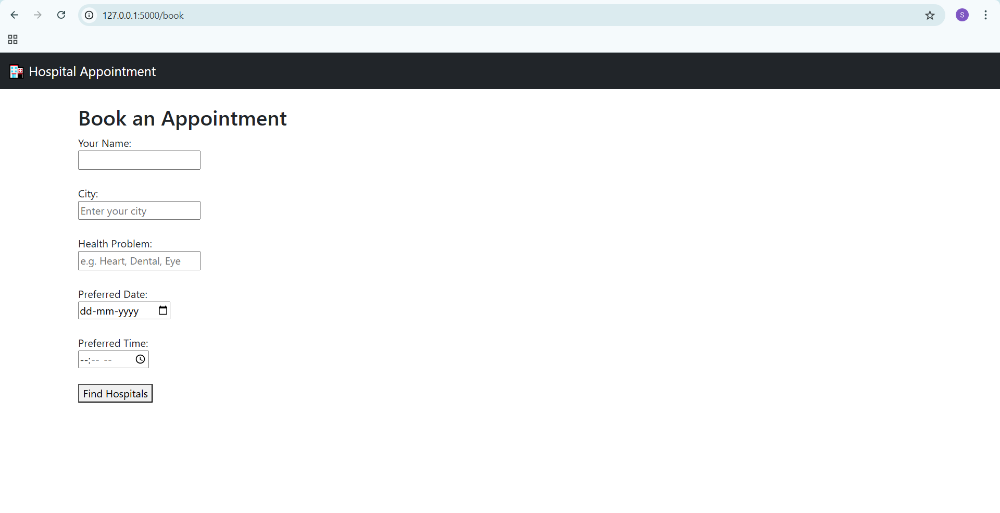 127.0.0.1:5000/book
S
Hospital Appointment
Book an Appointment
Your Name:
City:
Enter your city
Health Problem:
e.g. Heart, Dental, Eye
Preferred Date:
dd-mm-yyyy
Preferred Time:
--:-- --
Find Hospitals